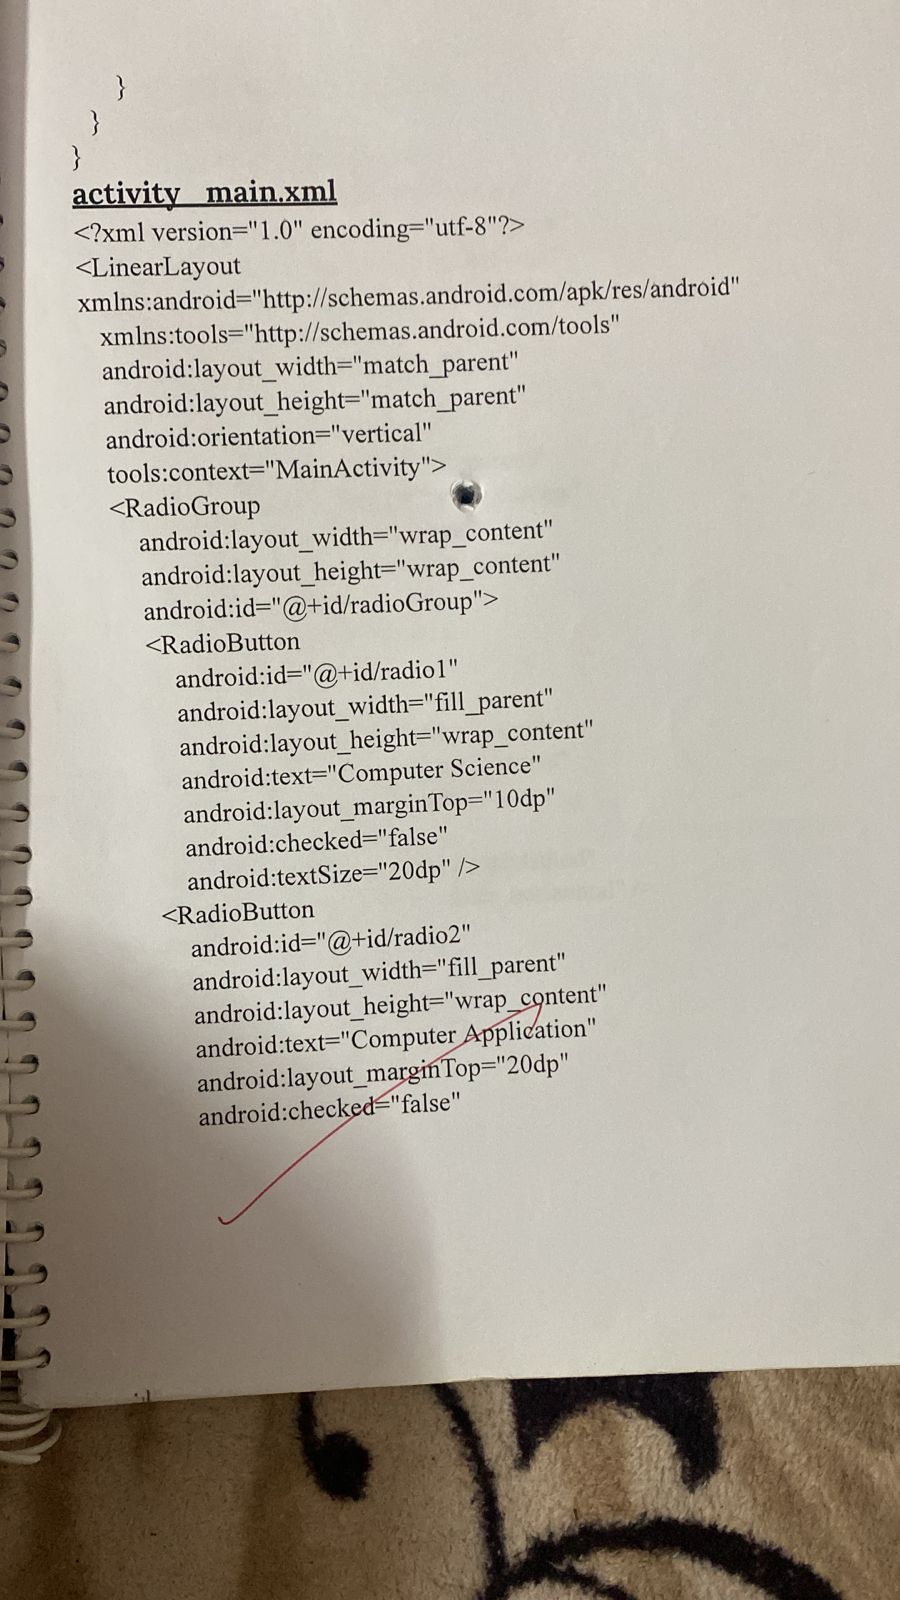 }
}
}
activity_main.xml
<?xml version="1.0" encoding="utf-8"?>
<LinearLayout
xmlns:android="http://schemas.android.com/apk/res/android"
xmlns:tools="http://schemas.android.com/tools"
android:layout_width="match_parent"
android:layout_height="match_parent"
android:orientation="vertical"
tools:context="MainActivity">
<RadioGroup
android:layout_width="wrap_content"
android:layout_height="wrap_content"
android:id="@+id/radioGroup">
<RadioButton
android:id="@+id/radio1"
android:layout_width="fill_parent"
android:layout_height="wrap_content"
android:text="Computer Science"
android:layout_marginTop="10dp"
android:checked="false"
android:textSize="20dp" />
<RadioButton
android:id="@+id/radio2"
android:layout_width="fill_parent"
android:layout_height="wrap_content"
android:text="Computer Application"
android:layout_marginTop="20dp"
android:checked="false"